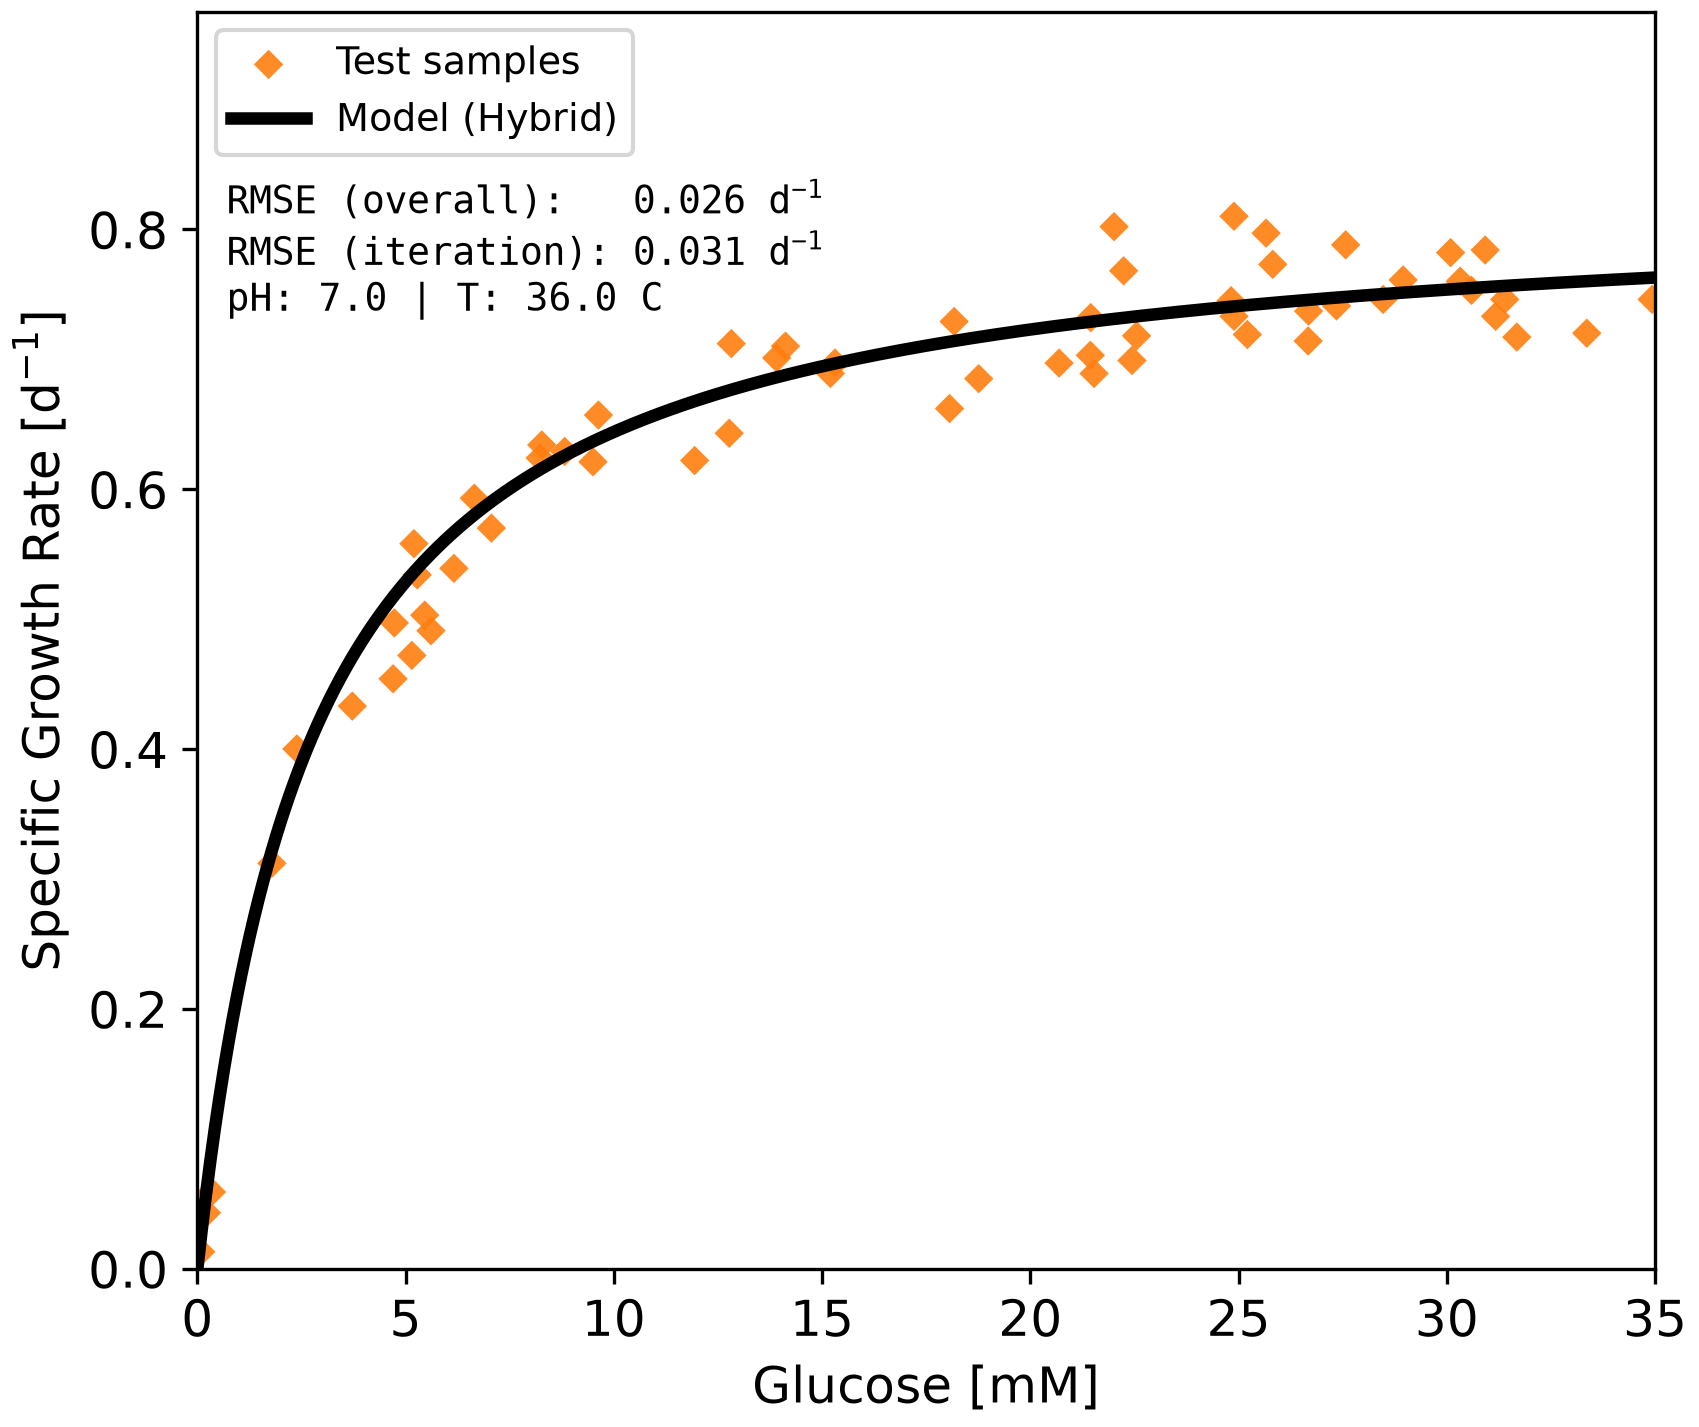 Test samples
Model (Hybrid)
RMSE (overall):   0.026 d⁻¹
RMSE (iteration): 0.031 d⁻¹
pH: 7.0 | T: 36.0 C
Specific Growth Rate [d⁻¹]
0.8
0.6
0.4
0.2
0.0
0 5 10 15 20 25 30 35
Glucose [mM]